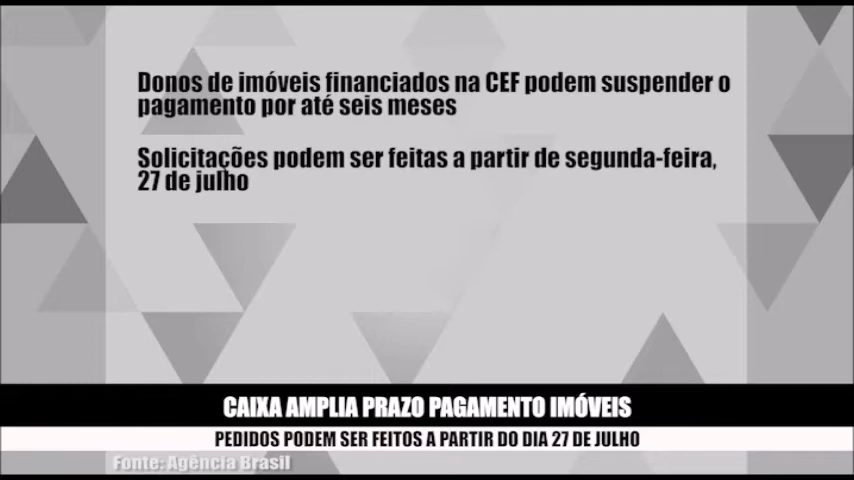 Donos de imóveis financiados na CEF podem suspender o
pagamento por até seis meses
Solicitações podem ser feitas a partir de segunda-feira,
27 de julho
CAIXA AMPLIA PRAZO PAGAMENTO IMÓVEIS
PEDIDOS PODEM SER FEITOS A PARTIR DO DIA 27 DE JULHO
Fonte: Agência Brasil